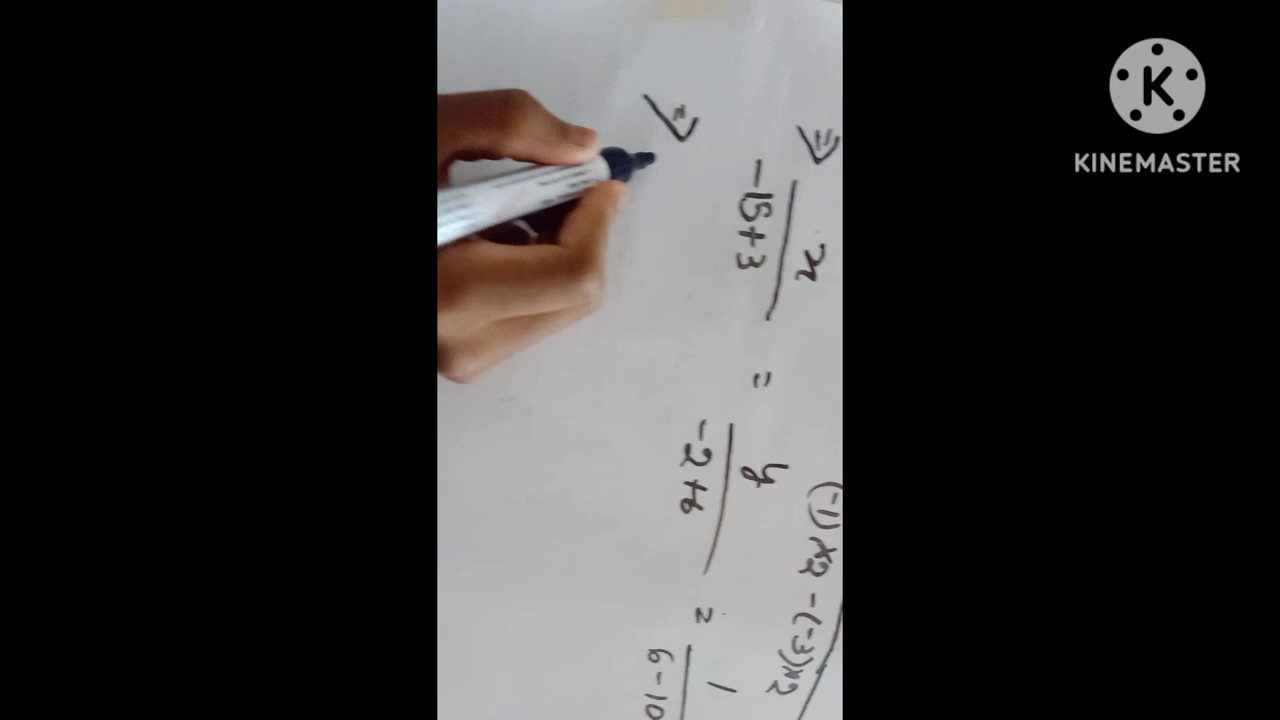 (-1)×2-(-3)×2
⇒ x/-15+3 = y/-2+6 = 1/6-10
⇒
KINEMASTER